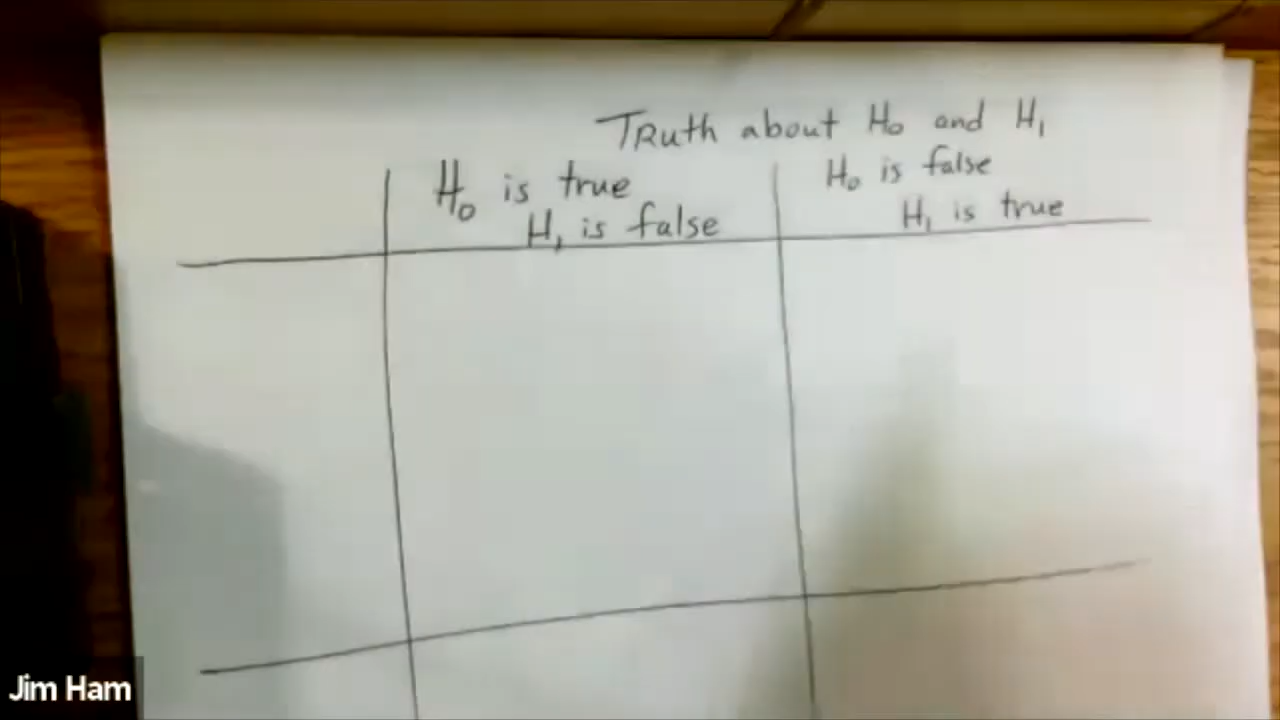 Truth about H₀ and H₁
H₀ is true
H₁ is false
H₀ is false
H₁ is true
Jim Ham